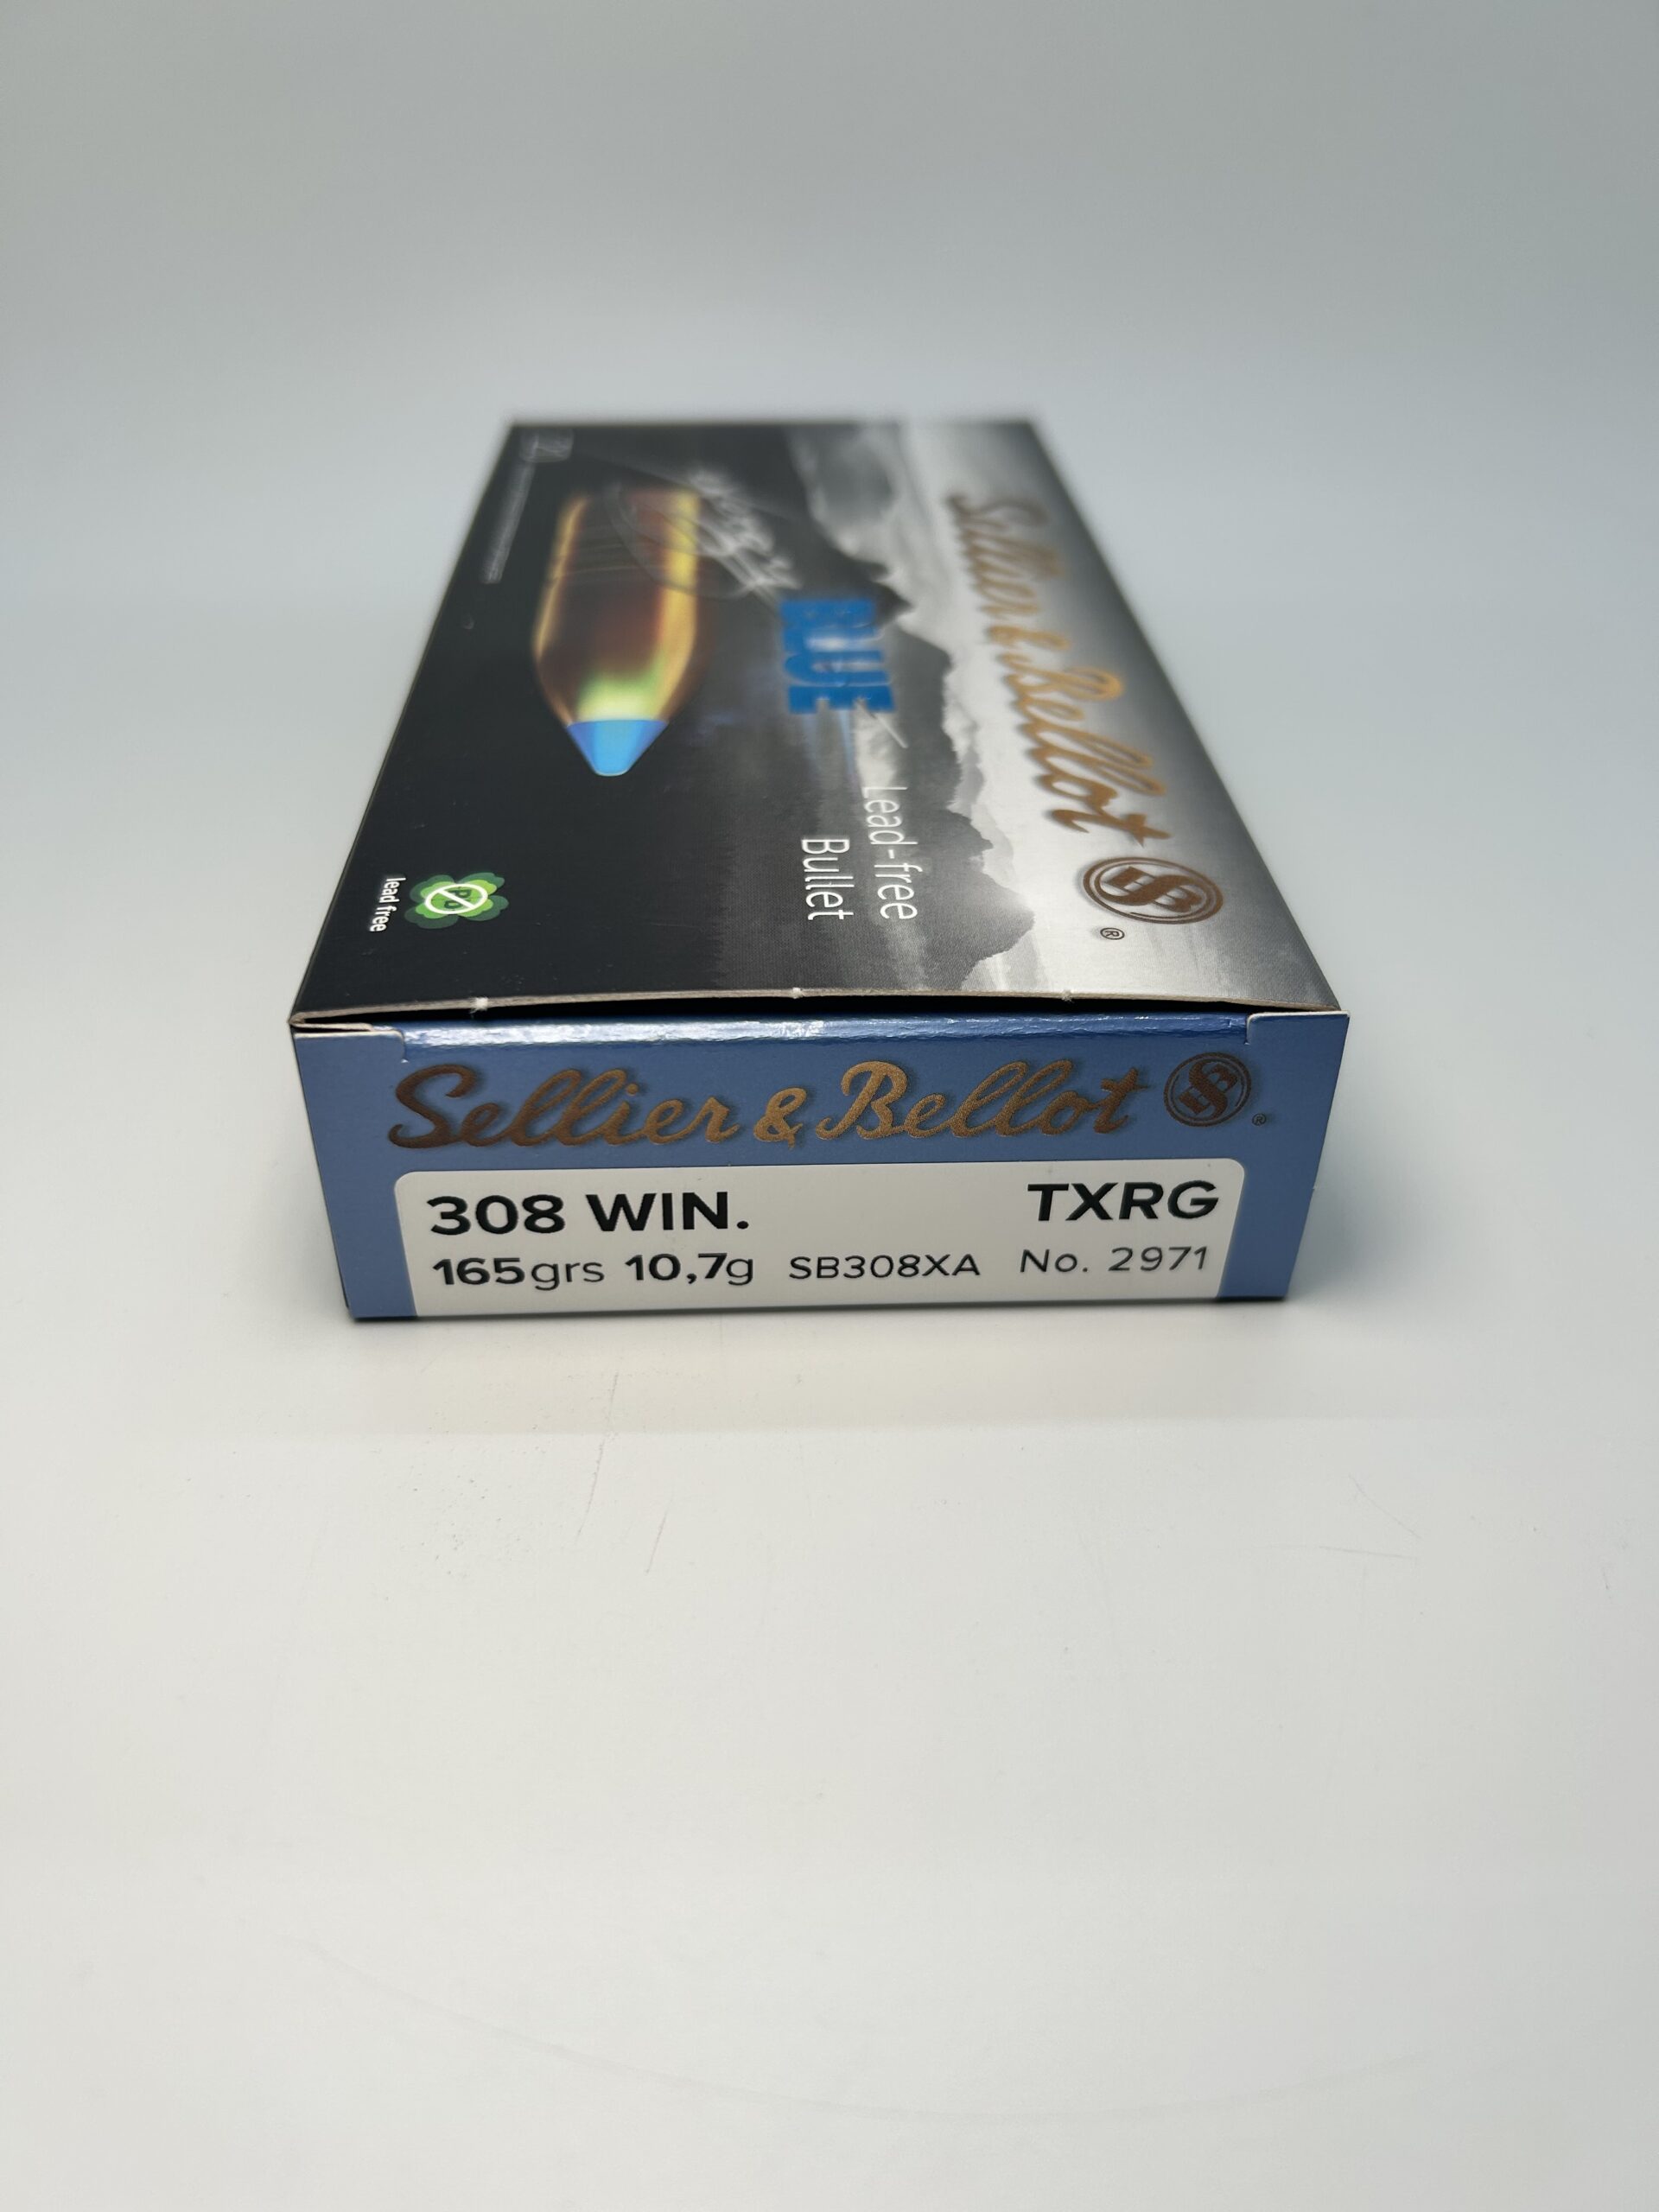 Sellier & Bellot
®
BLUE
Lead-free
Bullet
lead free
Sellier & Bellot ®
308 WIN. TXRG
165grs 10,7g SB308XA No. 2971